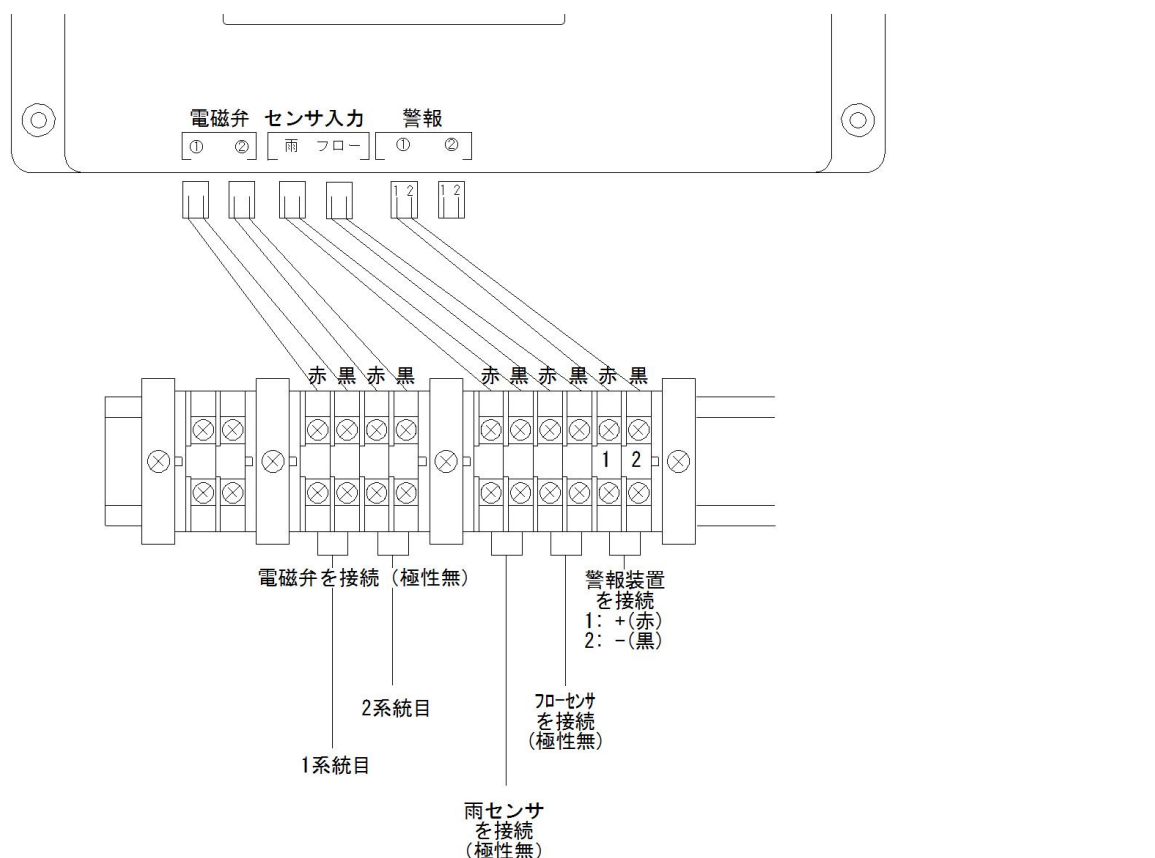 電磁弁 センサ入力 警報
① ② 雨 フロー ① ②
1 2 1 2
赤 黒 赤 黒 赤 黒 赤 黒 赤 黒
1 2
電磁弁を接続（極性無）
警報装置
を接続
1: +(赤)
2: -(黒)
2系統目
フローセンサ
を接続
(極性無)
1系統目
雨センサ
を接続
(極性無)